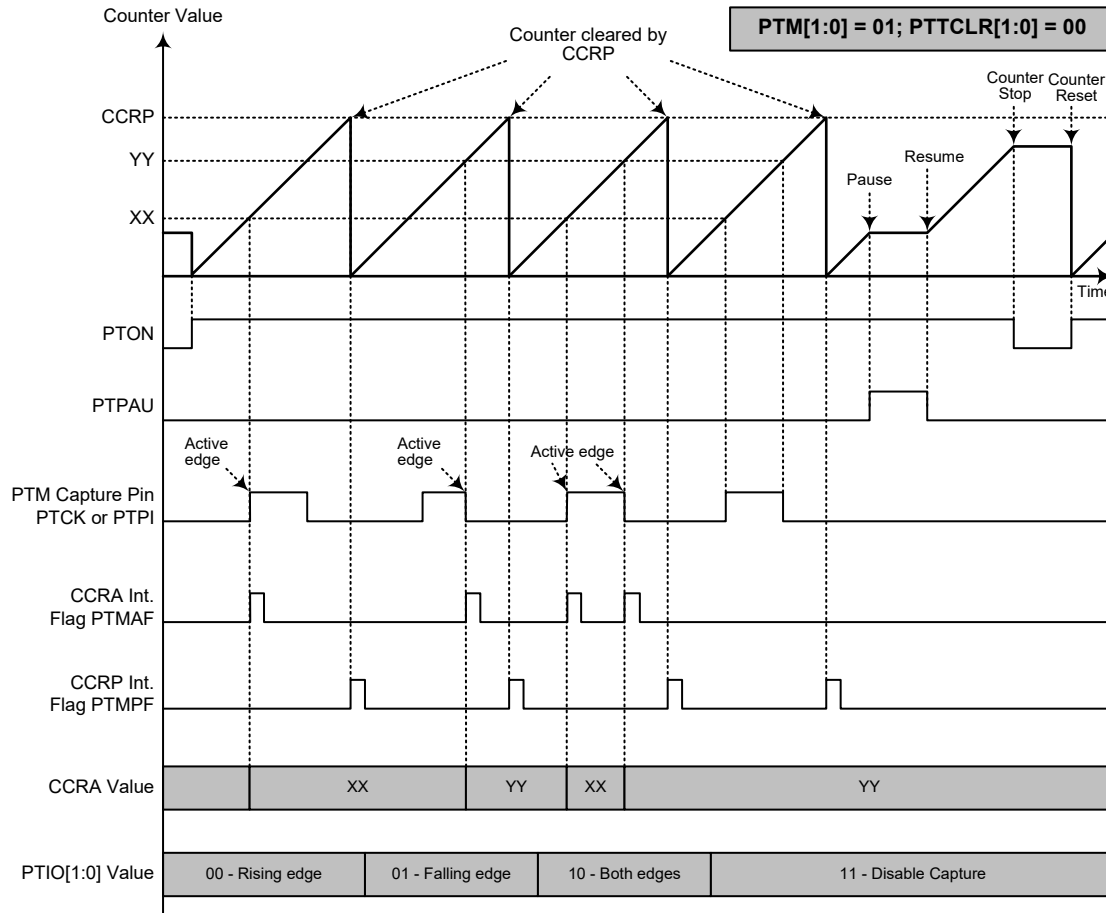 Counter Value
PTM[1:0] = 01; PTTCLR[1:0] = 00
Counter cleared by
CCRP
Counter
Stop
Counter
Reset
CCRP
YY
Resume
Pause
XX
Time
PTON
PTPAU
Active
edge
Active
edge
Active edge
PTM Capture Pin
PTCK or PTPI
CCRA Int.
Flag PTMAF
CCRP Int.
Flag PTMPF
CCRA Value
XX
YY
XX
YY
PTIO[1:0] Value
00 - Rising edge
01 - Falling edge
10 - Both edges
11 - Disable Capture